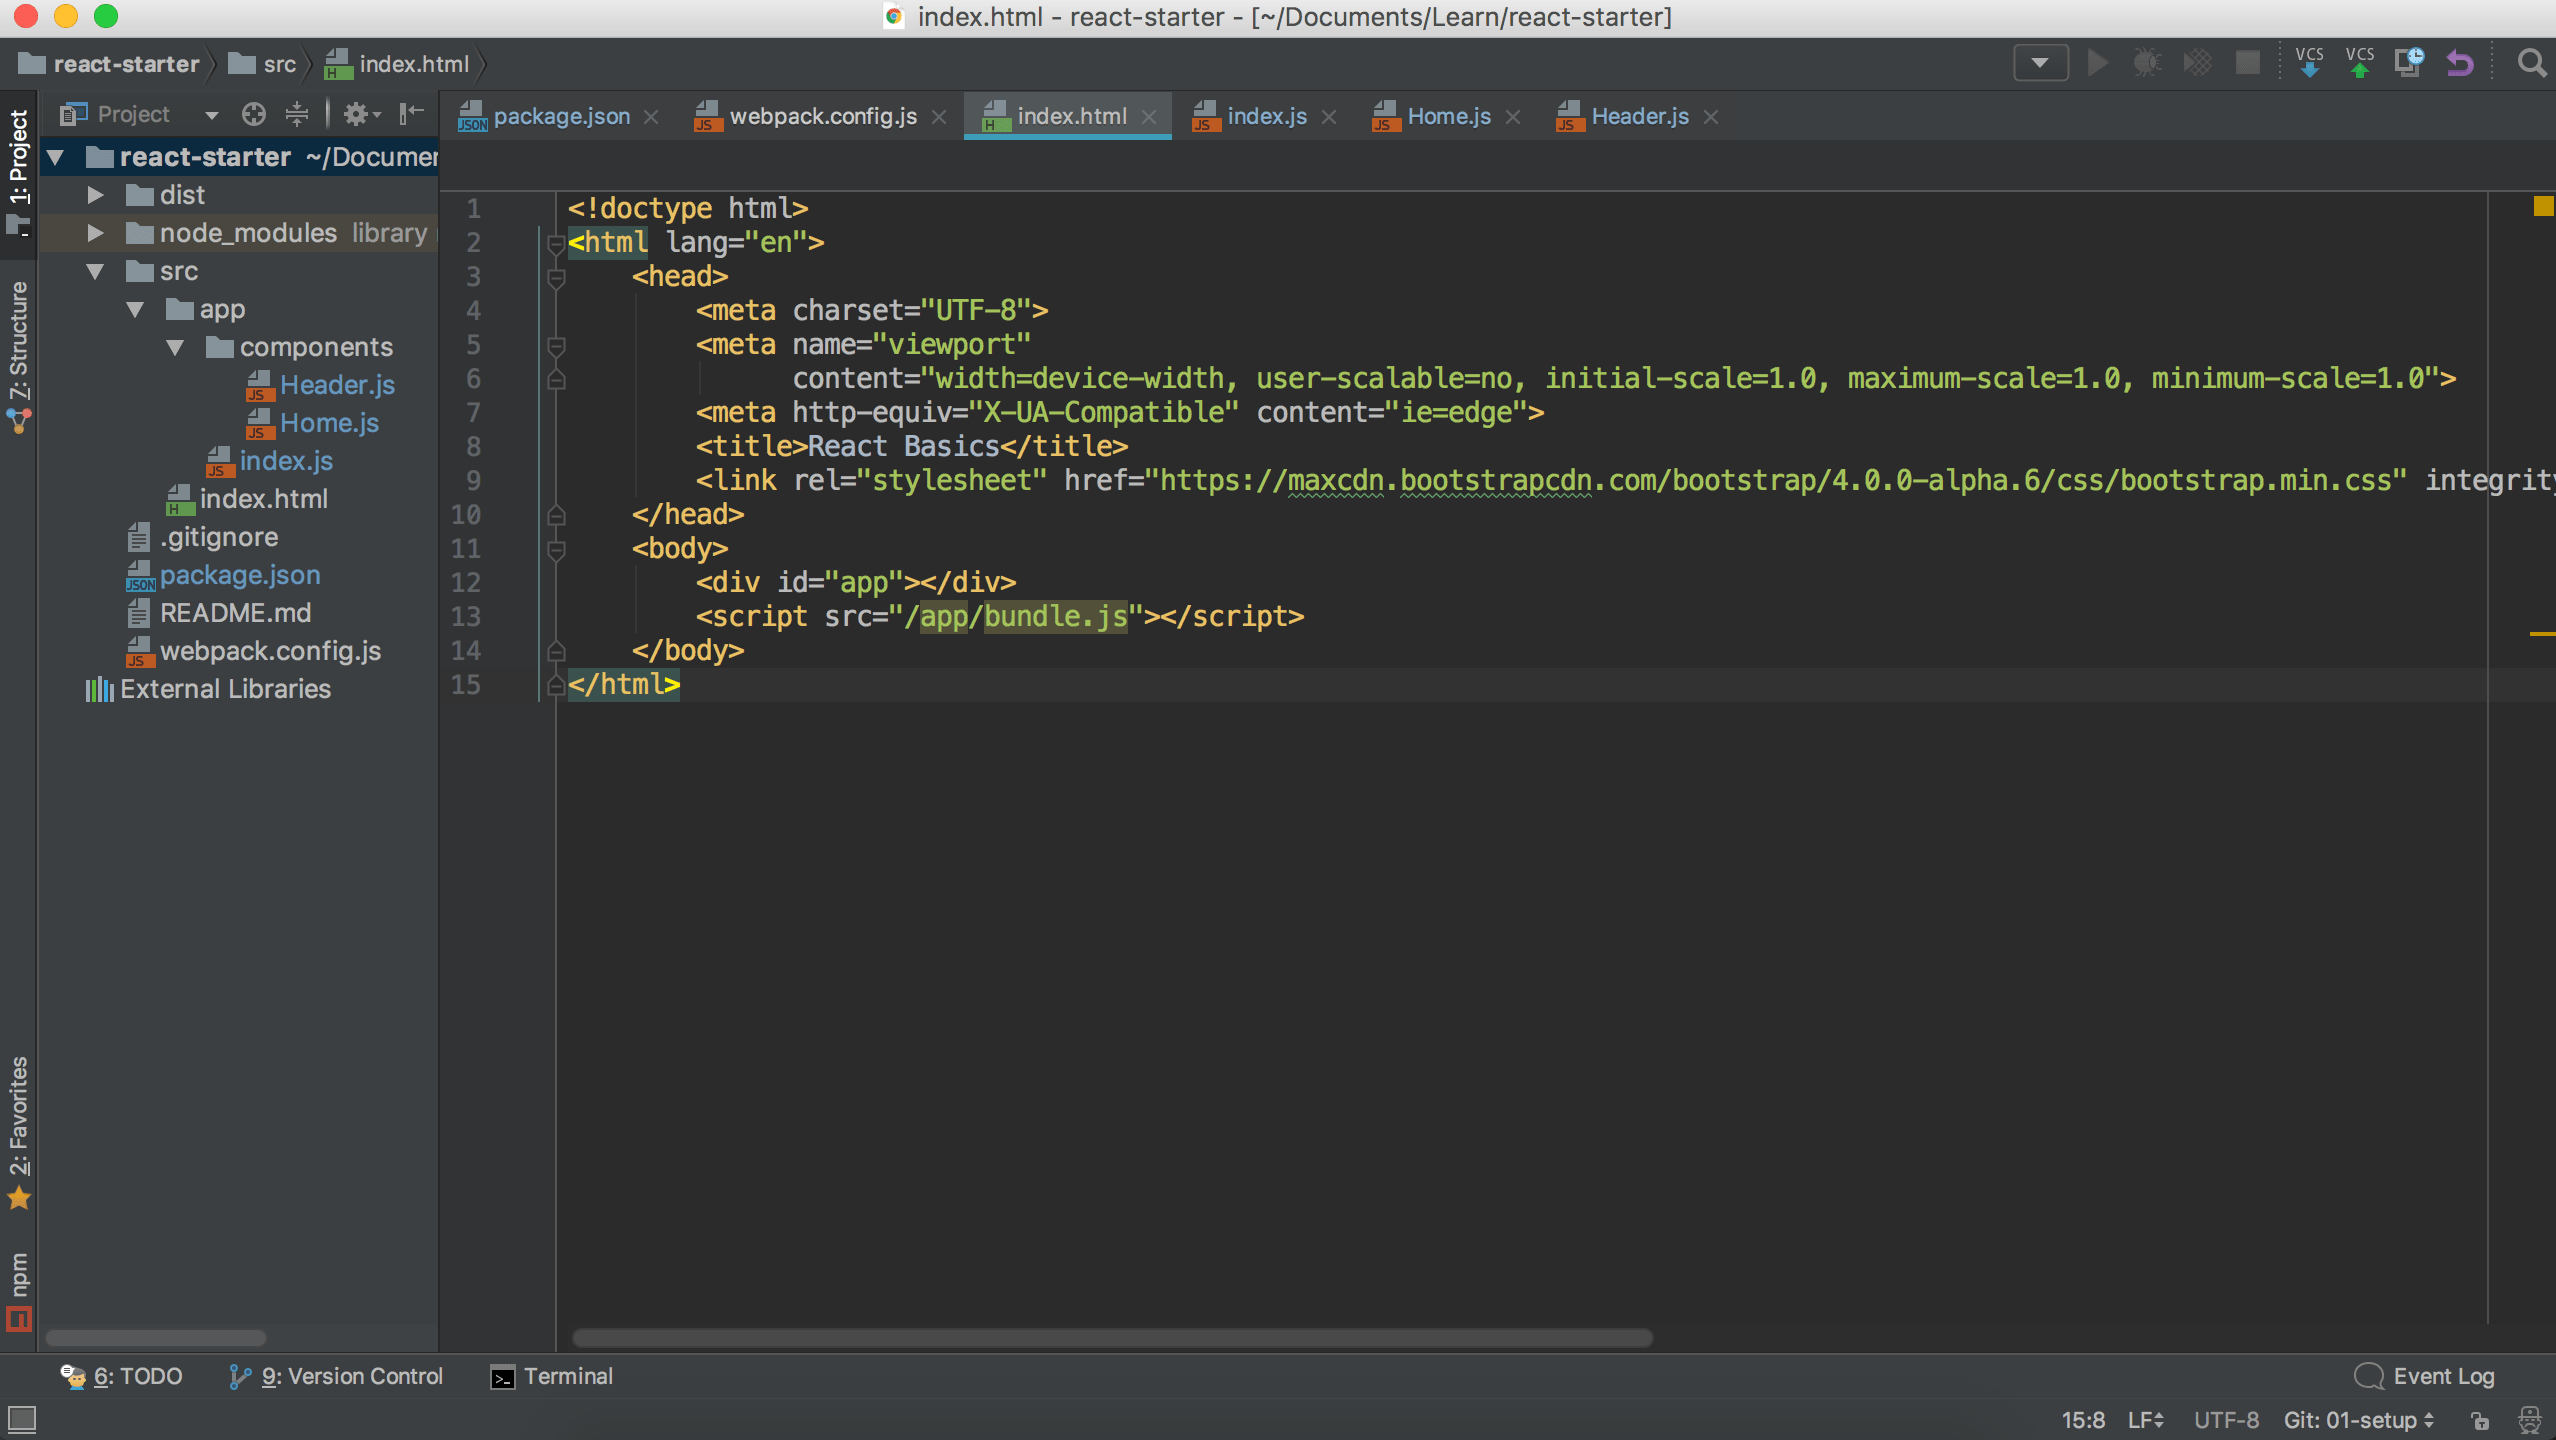 index.html - react-starter - [~/Documents/Learn/react-starter]
react-starter src index.html
VCS VCS
1: Project
7: Structure
2: Favorites
npm
Project
react-starter ~/Documen
dist
node_modules library
src
app
components
Header.js
Home.js
index.js
index.html
.gitignore
package.json
README.md
webpack.config.js
External Libraries
package.json webpack.config.js index.html index.js Home.js Header.js
1 <!doctype html>
2 <html lang="en">
3 <head>
4 <meta charset="UTF-8">
5 <meta name="viewport"
6 content="width=device-width, user-scalable=no, initial-scale=1.0, maximum-scale=1.0, minimum-scale=1.0">
7 <meta http-equiv="X-UA-Compatible" content="ie=edge">
8 <title>React Basics</title>
9 <link rel="stylesheet" href="https://maxcdn.bootstrapcdn.com/bootstrap/4.0.0-alpha.6/css/bootstrap.min.css" integrity
10 </head>
11 <body>
12 <div id="app"></div>
13 <script src="/app/bundle.js"></script>
14 </body>
15 </html>
6: TODO 9: Version Control Terminal Event Log
15:8 LF UTF-8 Git: 01-setup